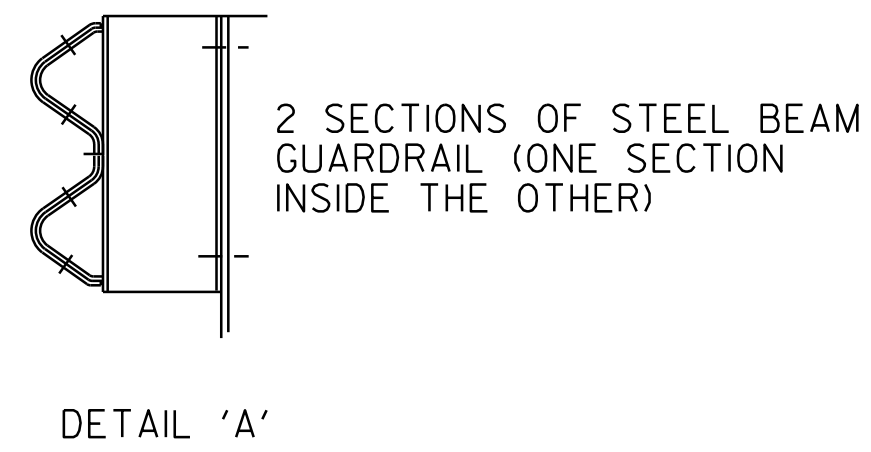 2 SECTIONS OF STEEL BEAM
GUARDRAIL (ONE SECTION
INSIDE THE OTHER)
DETAIL 'A'